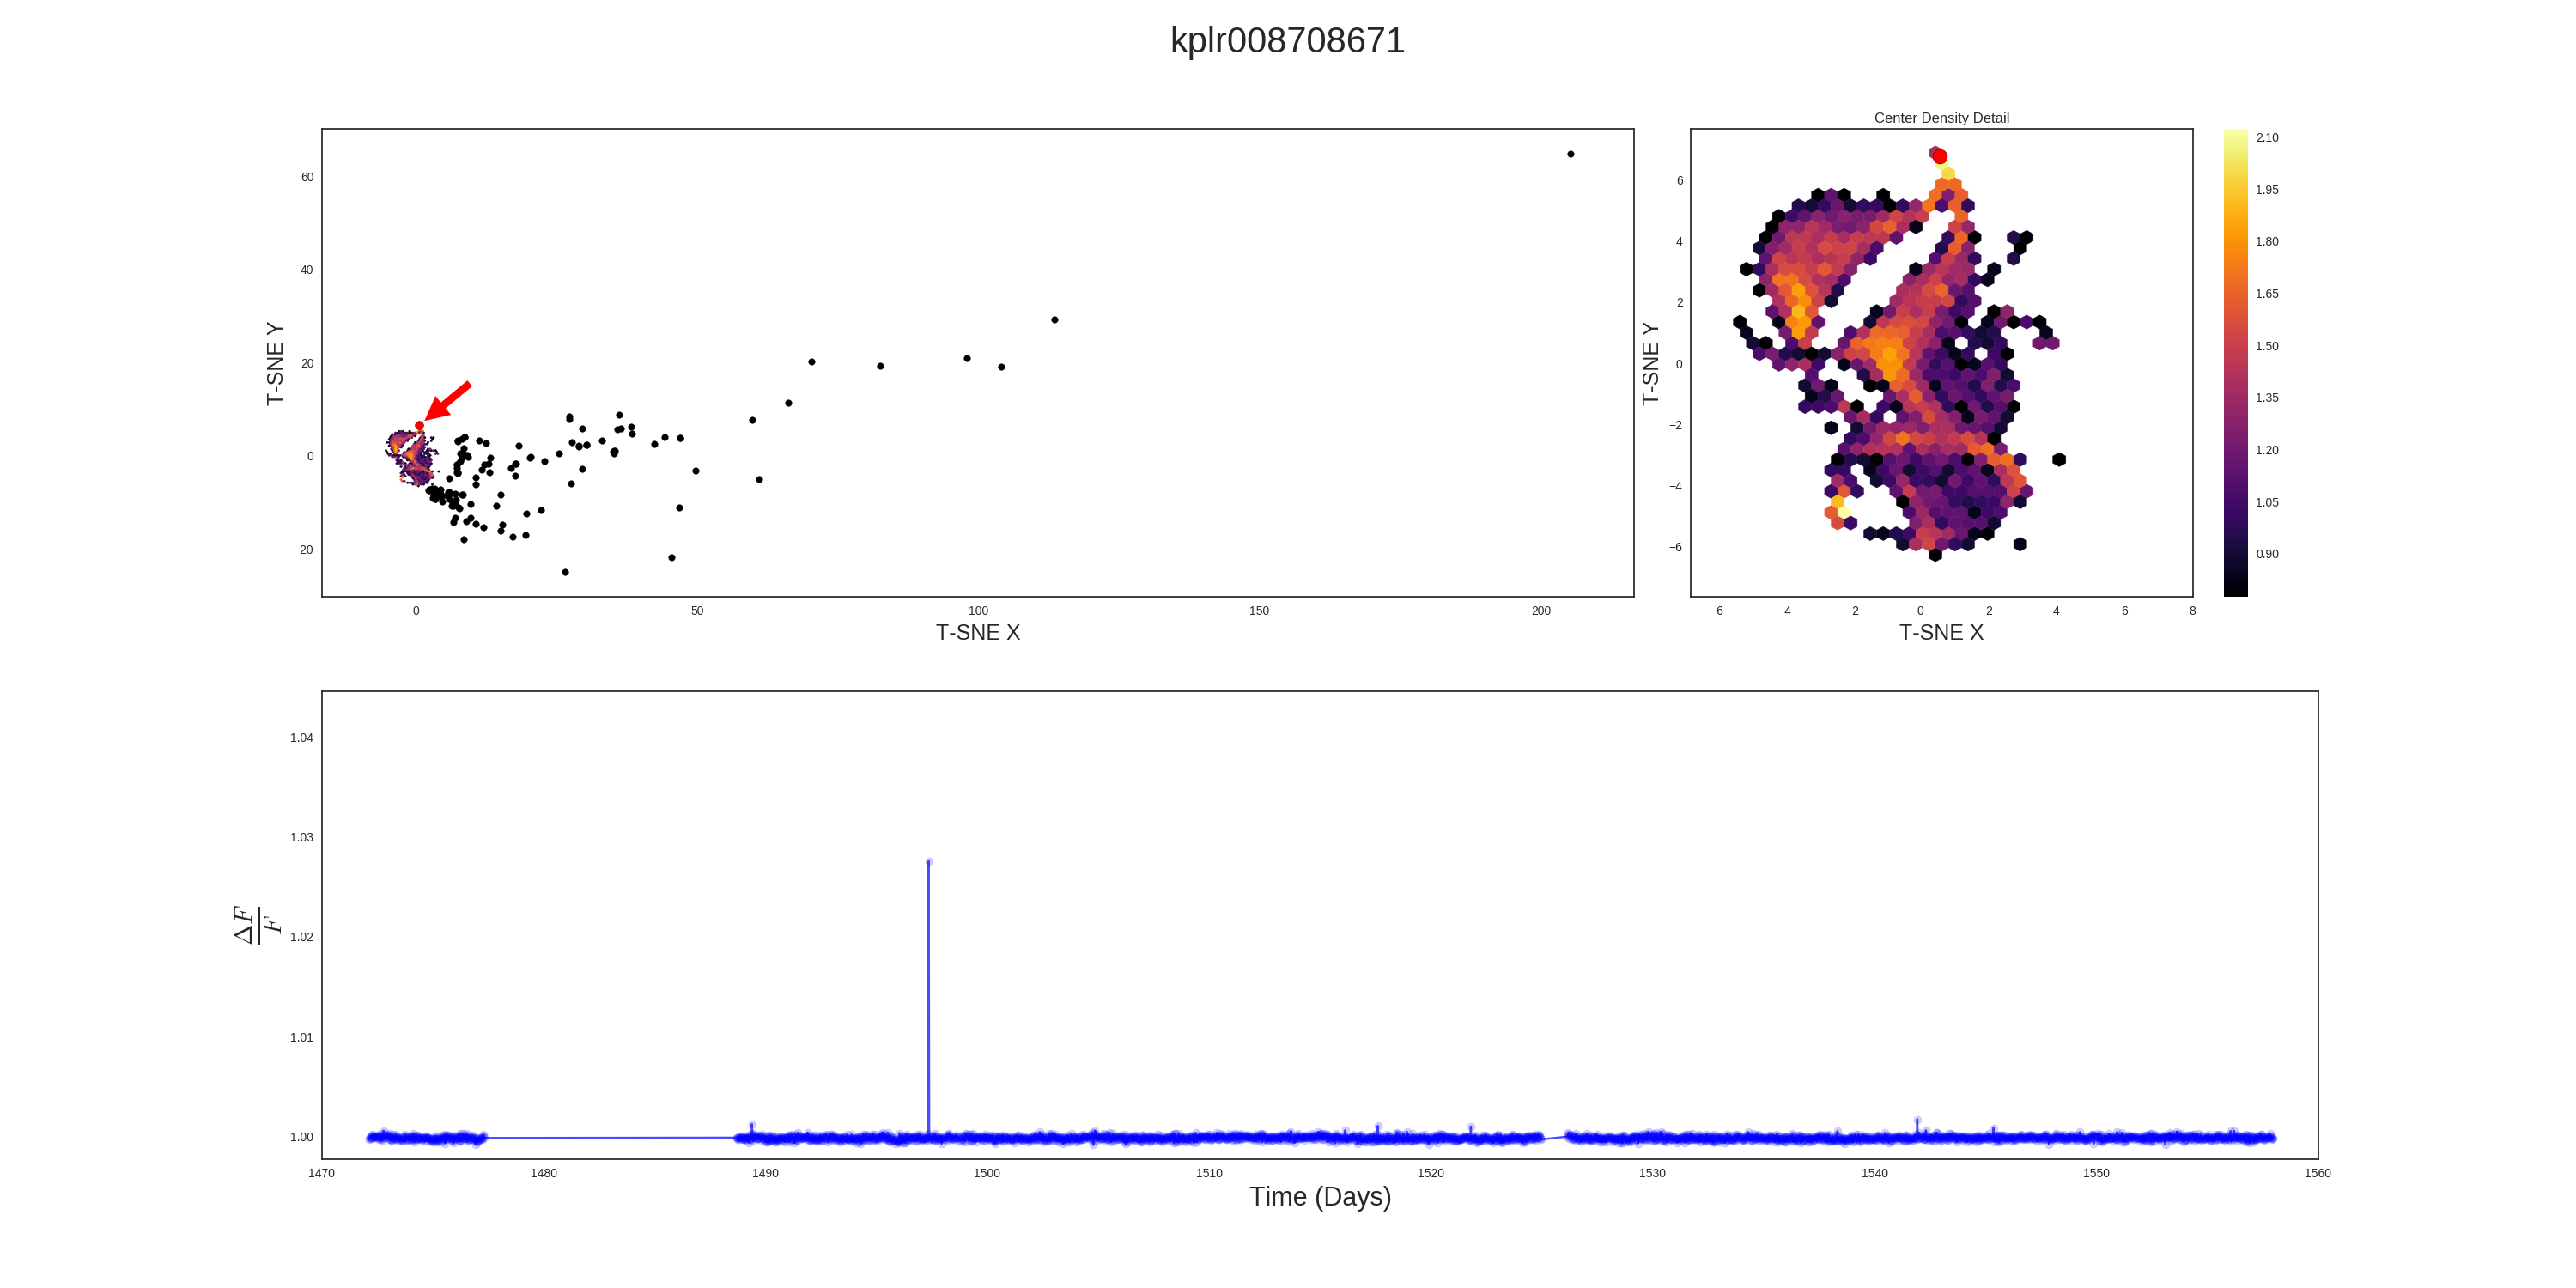 kplr008708671
Center Density Detail
60
40
20
0
−20
T-SNE Y
0 50 100 150 200
T-SNE X
6
4
2
0
−2
−4
−6
T-SNE Y
−6 −4 −2 0 2 4 6 8
T-SNE X
2.10
1.95
1.80
1.65
1.50
1.35
1.20
1.05
0.90
1.04
1.03
1.02
1.01
1.00
ΔF
F
1470 1480 1490 1500 1510 1520 1530 1540 1550 1560
Time (Days)